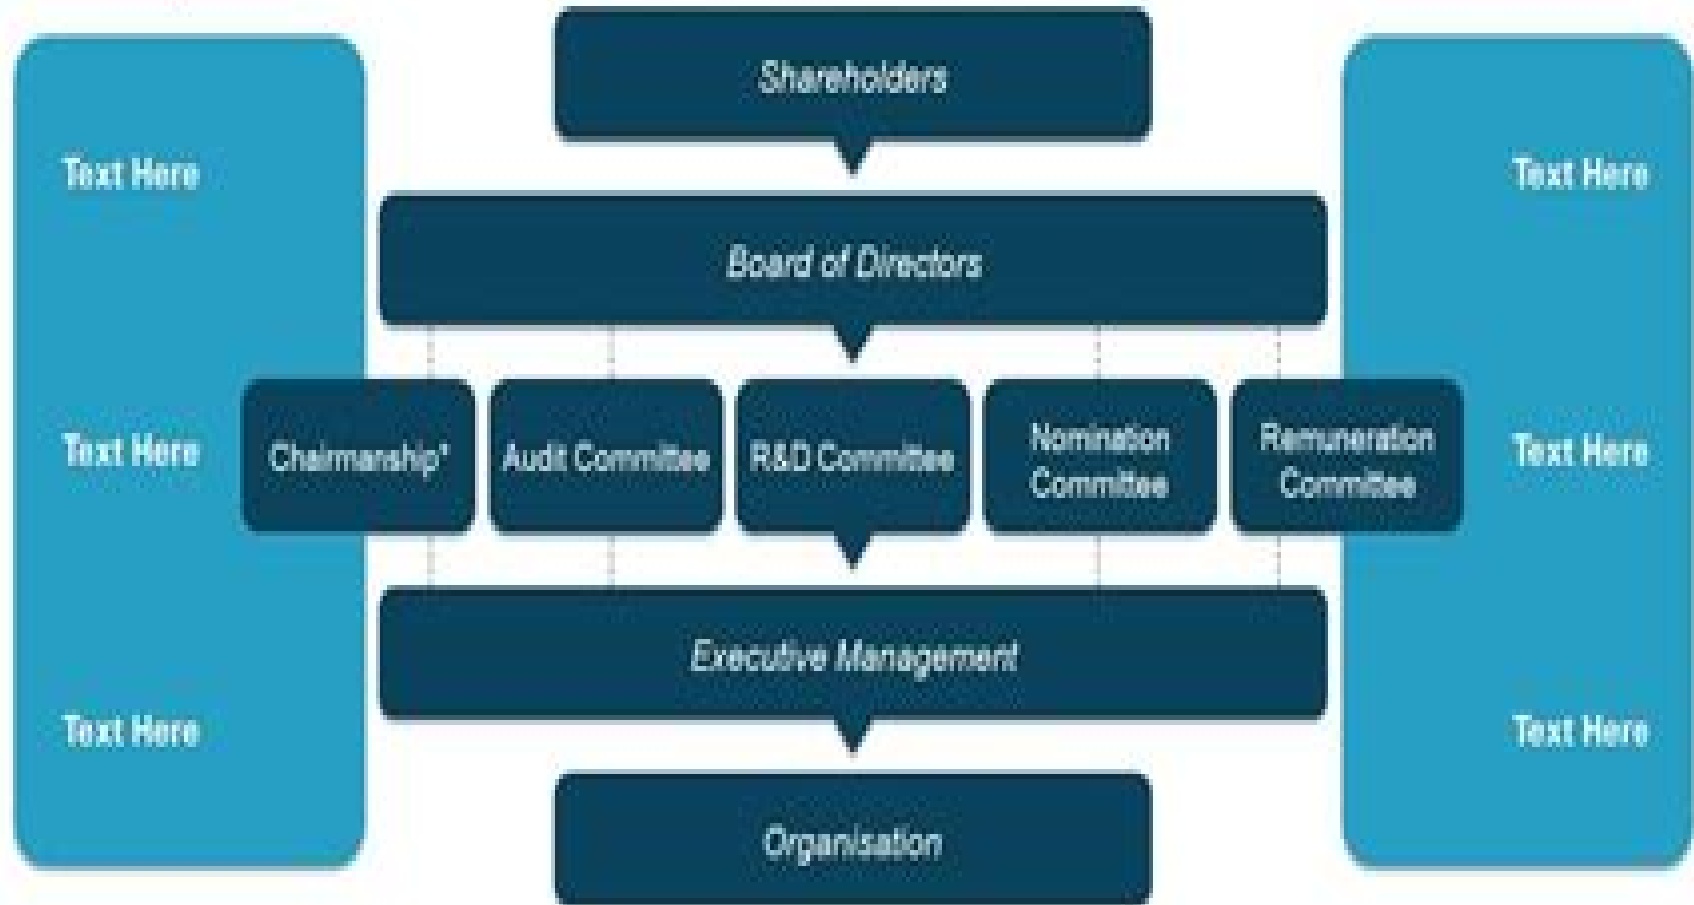 Shareholders
Text Here
Text Here
Board of Directors
Chairmanship*
Audit Committee
R&D Committee
Nomination
Committee
Remuneration
Committee
Text Here
Text Here
Executive Management
Text Here
Text Here
Organisation